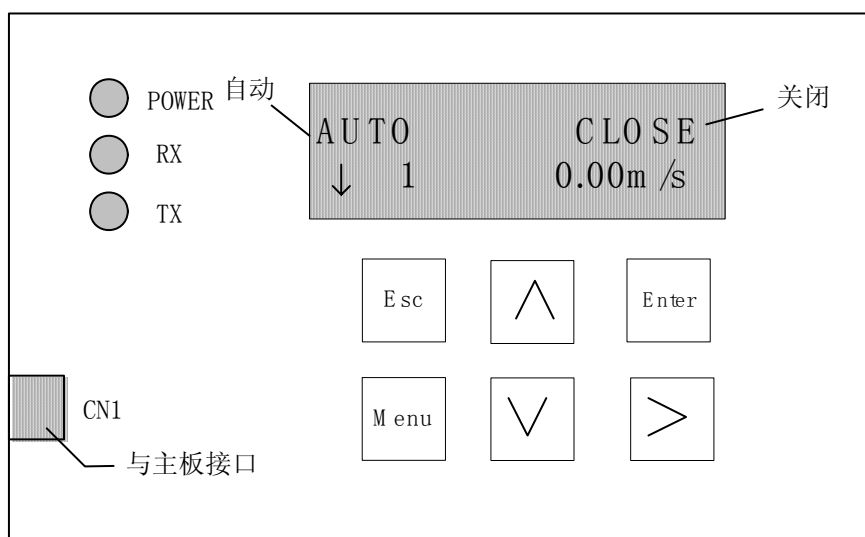 POWER
自动
关闭
AUTO CLOSE
↓ 1 0.00m/s
RX
TX
Esc
Enter
Menu
CN1
与主板接口